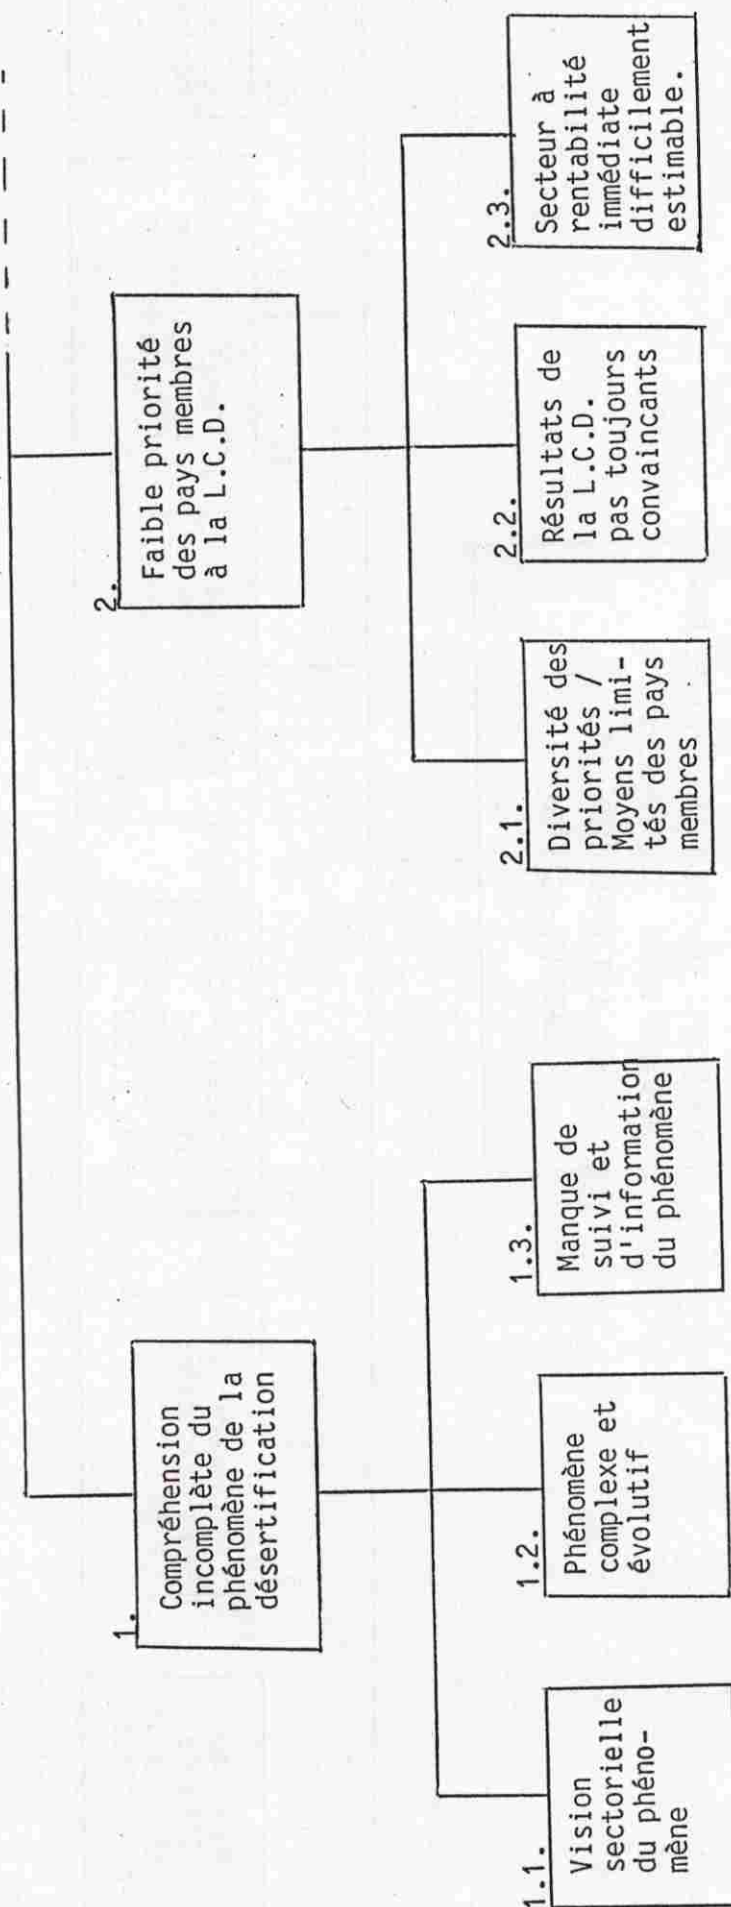 1.
Compréhension
incomplète du
phénomène de la
désertification
2.
Faible priorité
des pays membres
à la L.C.D.
1.1.
Vision
sectorielle
du phéno-
mène
1.2.
Phénomène
complexe et
évolutif
1.3.
Manque de
suivi et
d'information
du phénomène
2.1.
Diversité des
priorités /
Moyens limi-
tés des pays
membres
2.2.
Résultats de
la L.C.D.
pas toujours
convaincants
2.3.
Secteur à
rentabilité
immédiate
difficilement
estimable.